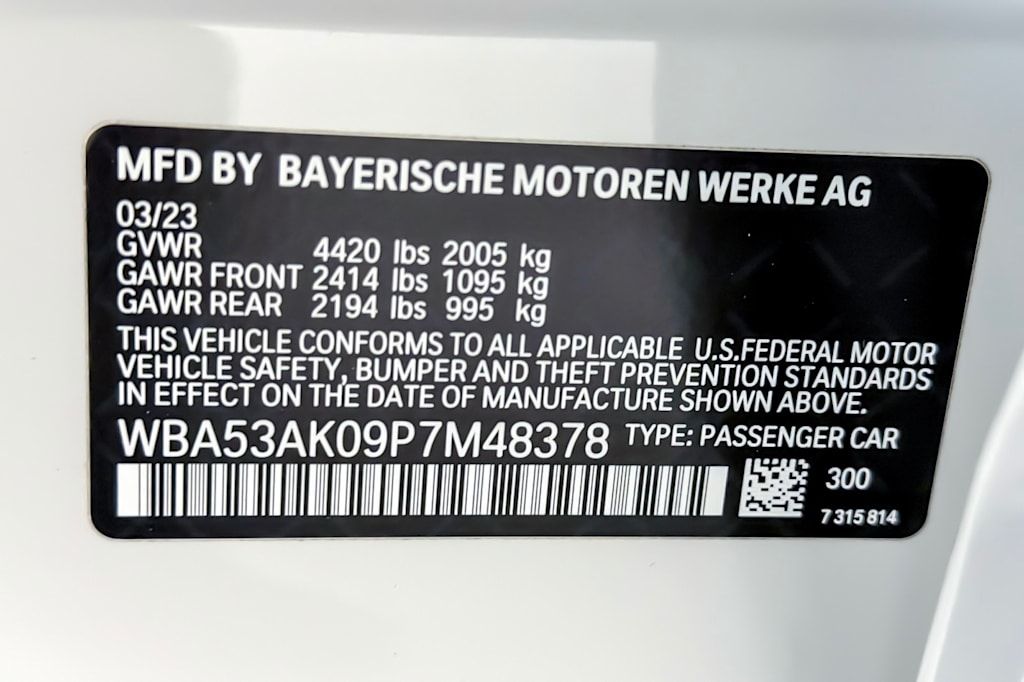 MFD BY BAYERISCHE MOTOREN WERKE AG
03/23
GVWR 4420 lbs 2005 kg
GAWR FRONT 2414 lbs 1095 kg
GAWR REAR 2194 lbs 995 kg
THIS VEHICLE CONFORMS TO ALL APPLICABLE U.S.FEDERAL MOTOR
VEHICLE SAFETY, BUMPER AND THEFT PREVENTION STANDARDS
IN EFFECT ON THE DATE OF MANUFACTURE SHOWN ABOVE.
WBA53AK09P7M48378 TYPE: PASSENGER CAR
300
7 315 814